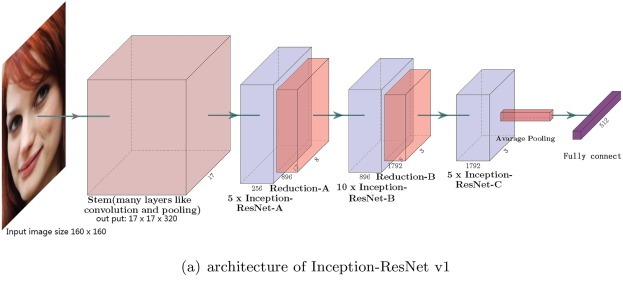 17
Stem(many layers like
convolution and pooling)
out put: 17 x 17 x 320
Input image size 160 x 160
256
896
8
Reduction-A
5 x Inception-
ResNet-A
896
1792
3
Reduction-B
10 x Inception-
ResNet-B
1792
3
5 x Inception-
ResNet-C
Avarage Pooling
512
Fully connect
(a) architecture of Inception-ResNet v1